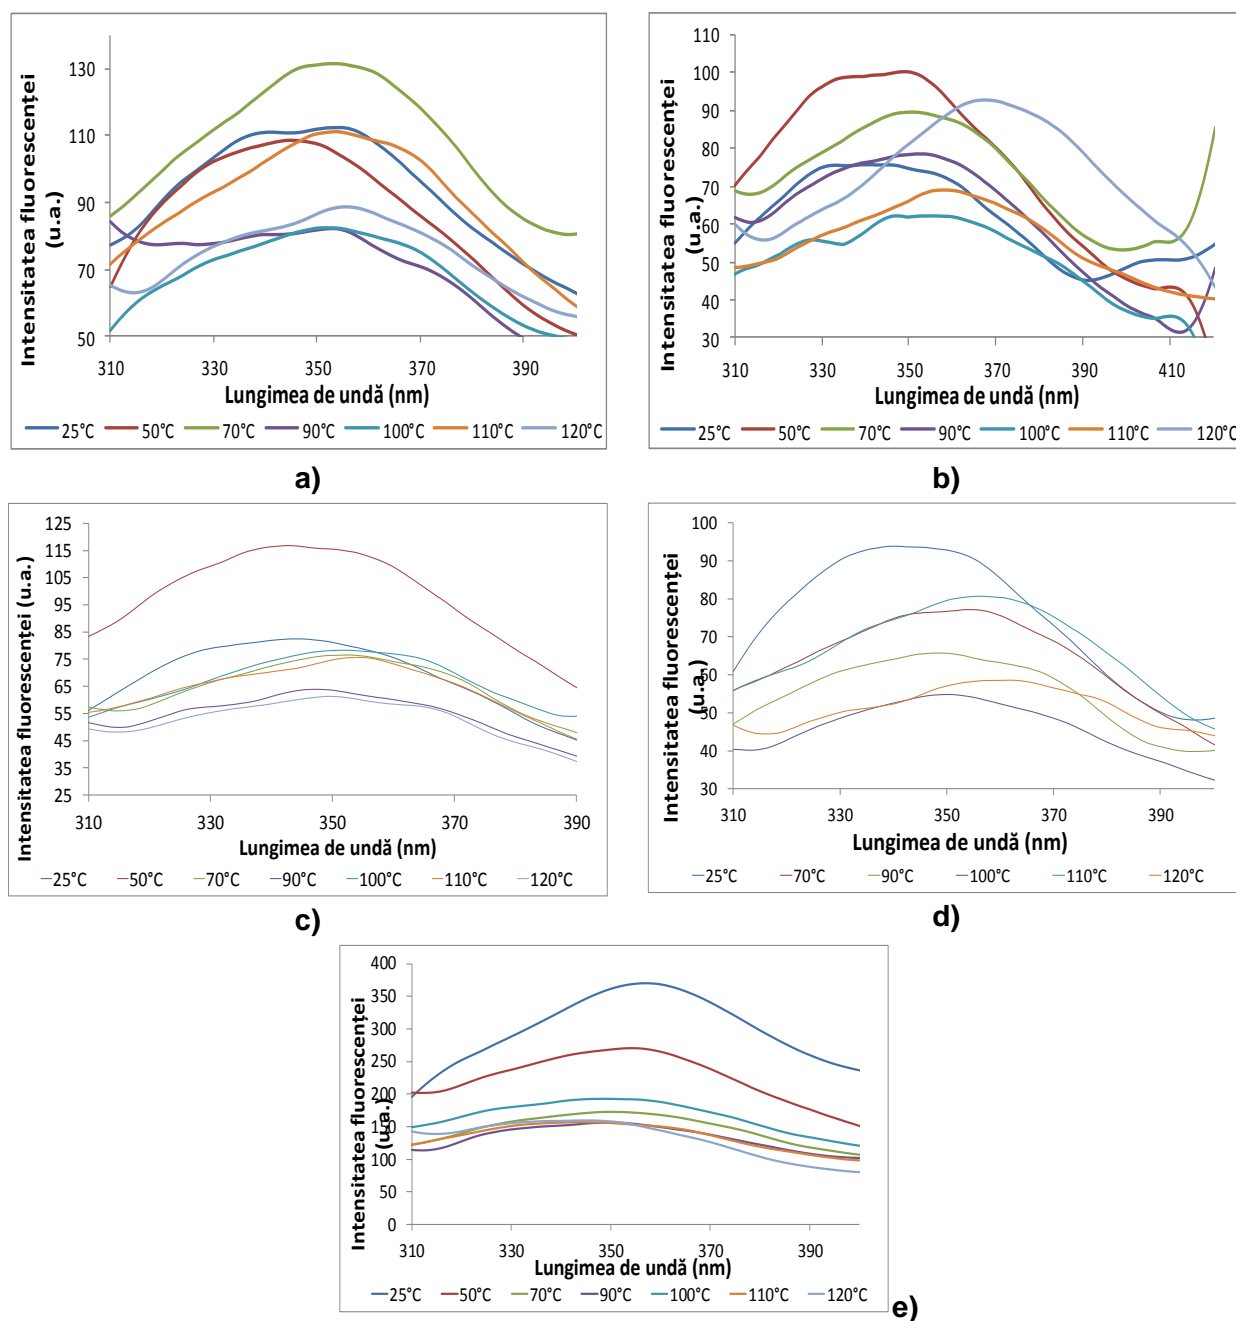 Intensitatea fluorescenței
(u.a.)
130
110
90
70
50
310 330 350 370 390
Lungimea de undă (nm)
25°C 50°C 70°C 90°C 100°C 110°C 120°C
a)
Intensitatea fluorescenței
(u.a.)
110
100
90
80
70
60
50
40
30
310 330 350 370 390 410
Lungimea de undă (nm)
25°C 50°C 70°C 90°C 100°C 110°C 120°C
b)
Intensitatea fluorescenței (u.a.)
125
115
105
95
85
75
65
55
45
35
25
310 330 350 370 390
Lungimea de undă (nm)
25°C 50°C 70°C 90°C 100°C 110°C 120°C
c)
Intensitatea fluorescenței
(u.a.)
100
90
80
70
60
50
40
30
310 330 350 370 390
Lungimea de undă (nm)
25°C 70°C 90°C 100°C 110°C 120°C
d)
Intensitatea fluorescenței
(u.a.)
400
350
300
250
200
150
100
50
0
310 330 350 370 390
Lungimea de undă (nm)
25°C 50°C 70°C 90°C 100°C 110°C 120°C
e)